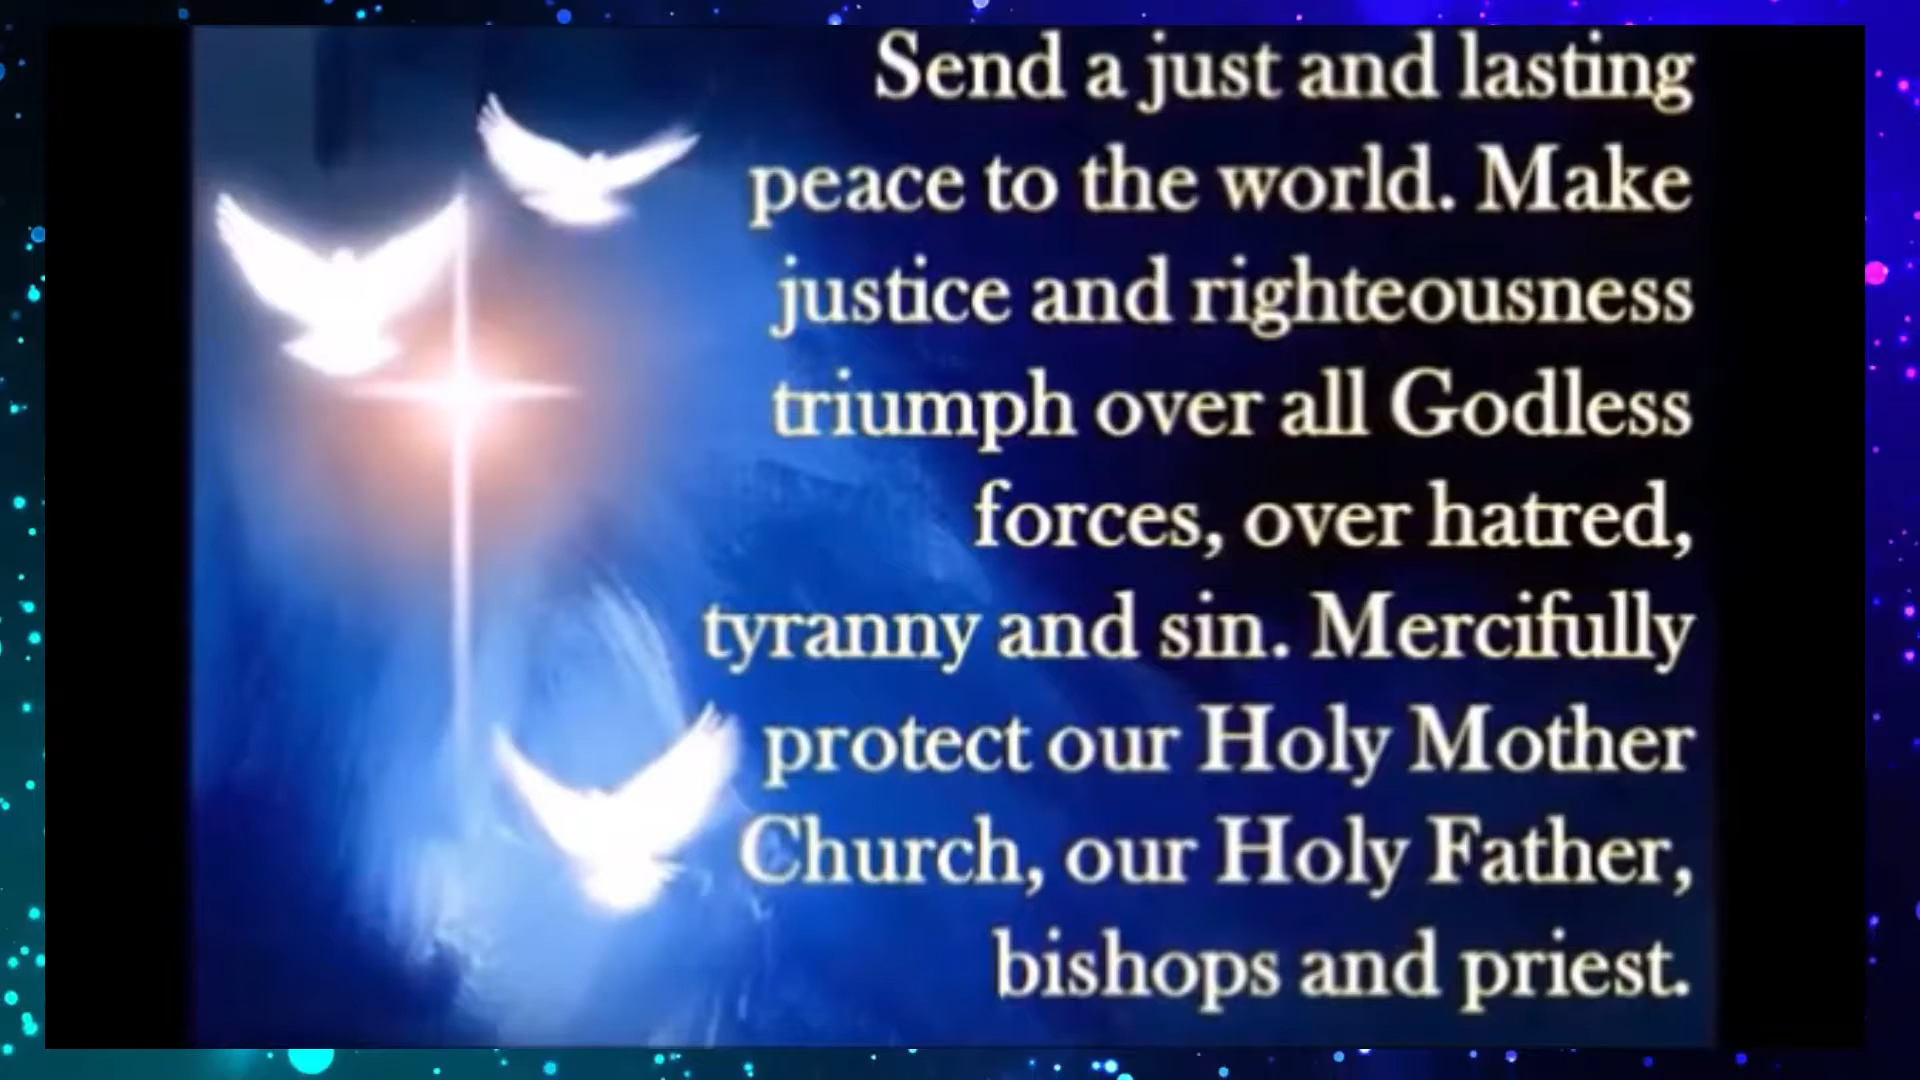 Send a just and lasting
peace to the world. Make
justice and righteousness
triumph over all Godless
forces, over hatred,
tyranny and sin. Mercifully
protect our Holy Mother
Church, our Holy Father,
bishops and priest.